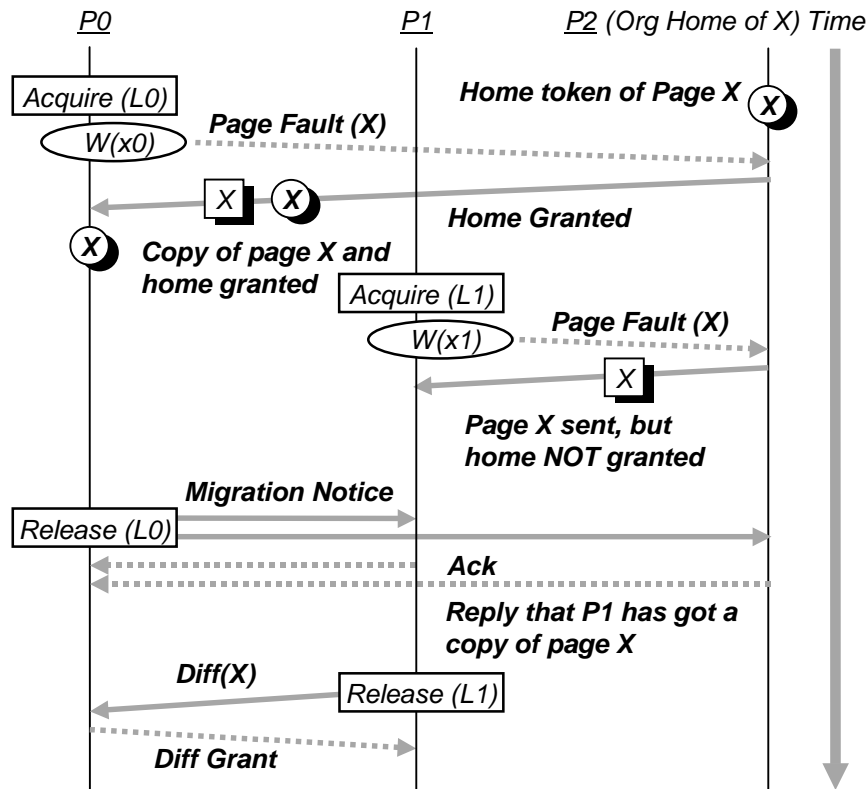 P0 P1 P2 (Org Home of X) Time
Acquire (L0)
Home token of Page X
X
W(x0)
Page Fault (X)
X X
Home Granted
X
Copy of page X and
home granted
Acquire (L1)
W(x1)
Page Fault (X)
X
Page X sent, but
home NOT granted
Migration Notice
Release (L0)
Ack
Reply that P1 has got a
copy of page X
Diff(X)
Release (L1)
Diff Grant